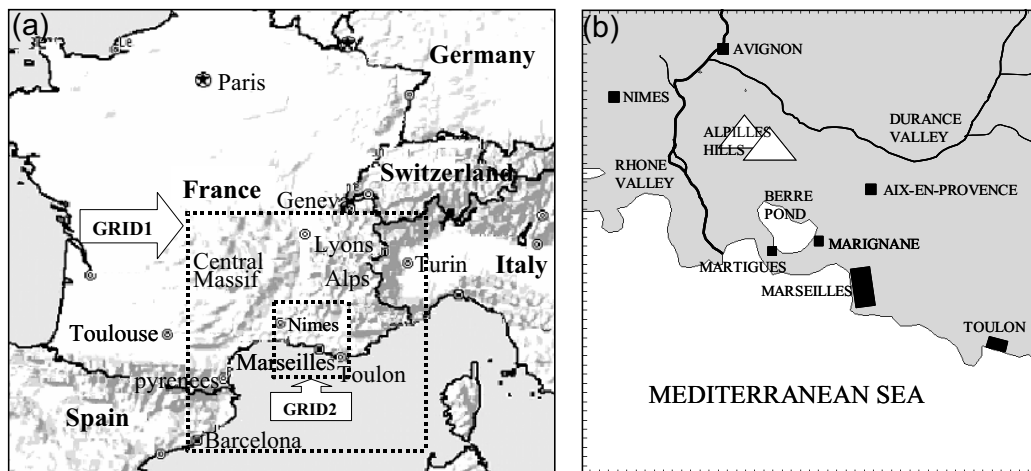 (a)
Le
Germany
Paris
Switzerland
France
Geneva
GRID1
Lyons
Central
Massif
Alps
Turin
Italy
Toulouse
Nimes
Marseilles
Toulon
pyrenees
GRID2
Spain
Barcelona
(b)
AVIGNON
NIMES
ALPILLES
HILLS
DURANCE
VALLEY
RHONE
VALLEY
AIX-EN-PROVENCE
BERRE
POND
MARIGNANE
MARTIGUES
MARSEILLES
TOULON
MEDITERRANEAN SEA